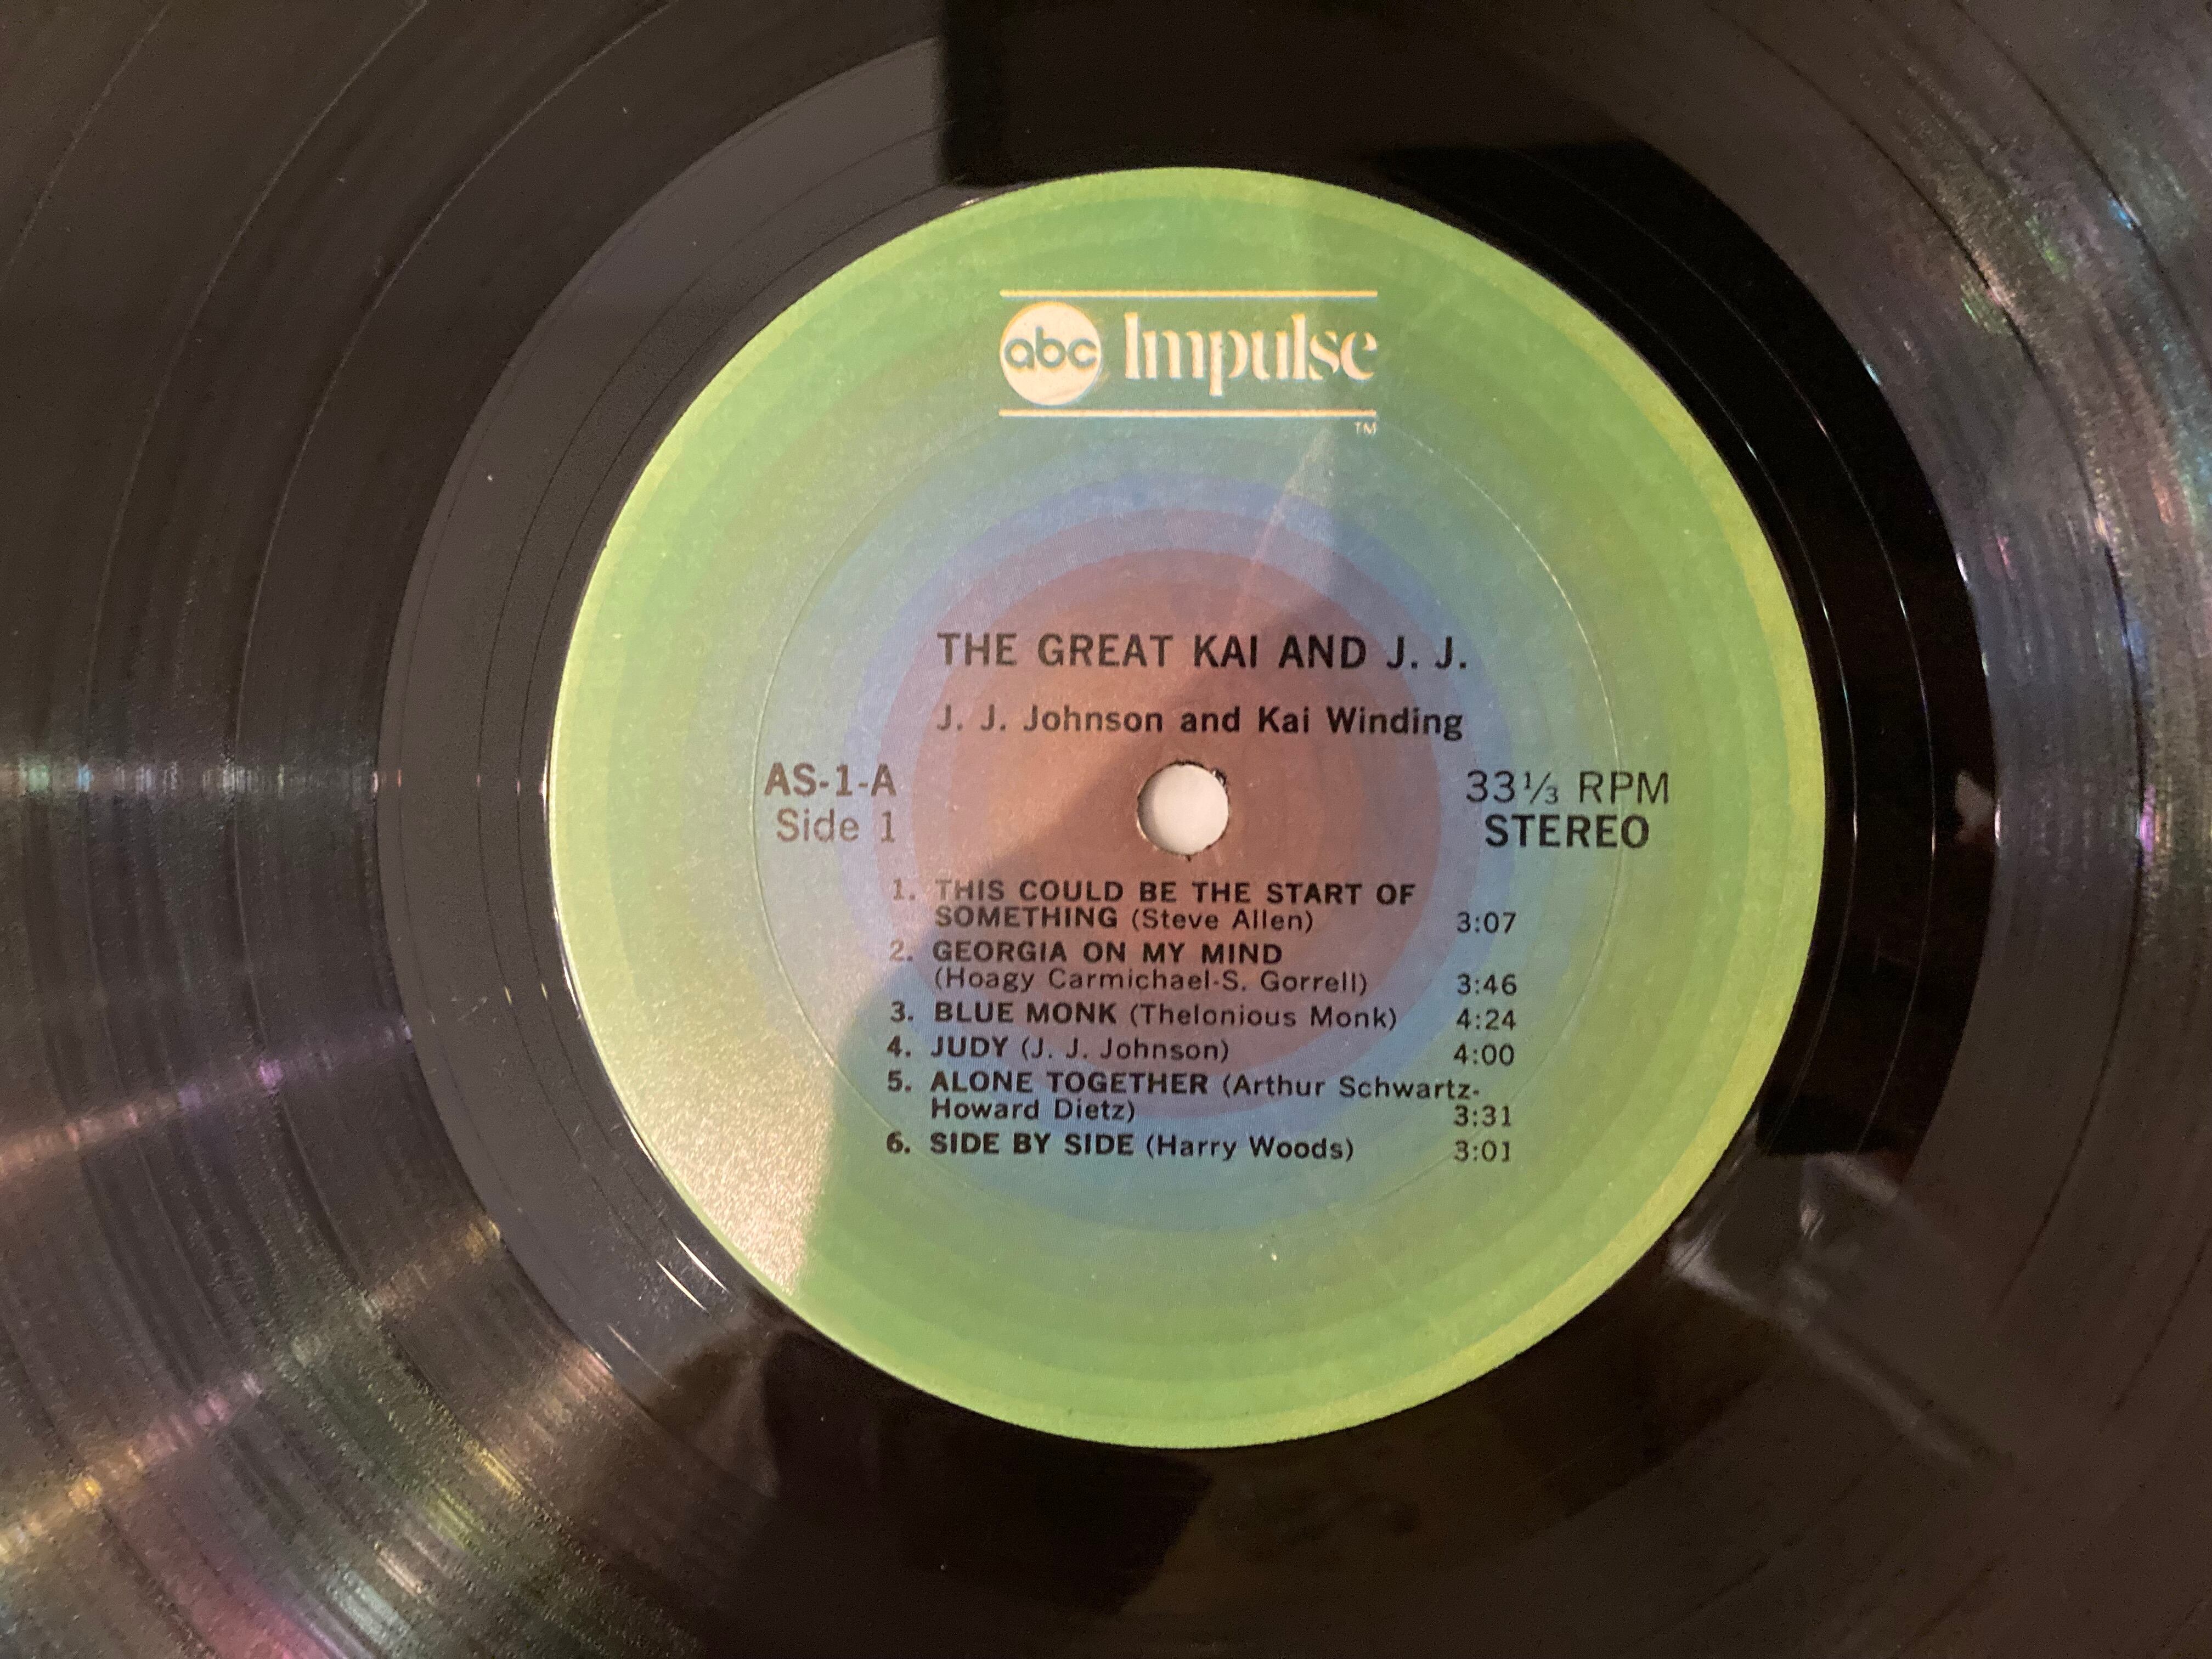 abc Impulse
TM
THE GREAT KAI AND J. J.
J. J. Johnson and Kai Winding
AS-1-A
Side 1
33⅓ RPM
STEREO
1. THIS COULD BE THE START OF
SOMETHING (Steve Allen) 3:07
2. GEORGIA ON MY MIND
(Hoagy Carmichael-S. Gorrell) 3:46
3. BLUE MONK (Thelonious Monk) 4:24
4. JUDY (J. J. Johnson) 4:00
5. ALONE TOGETHER (Arthur Schwartz-
Howard Dietz) 3:31
6. SIDE BY SIDE (Harry Woods) 3:01